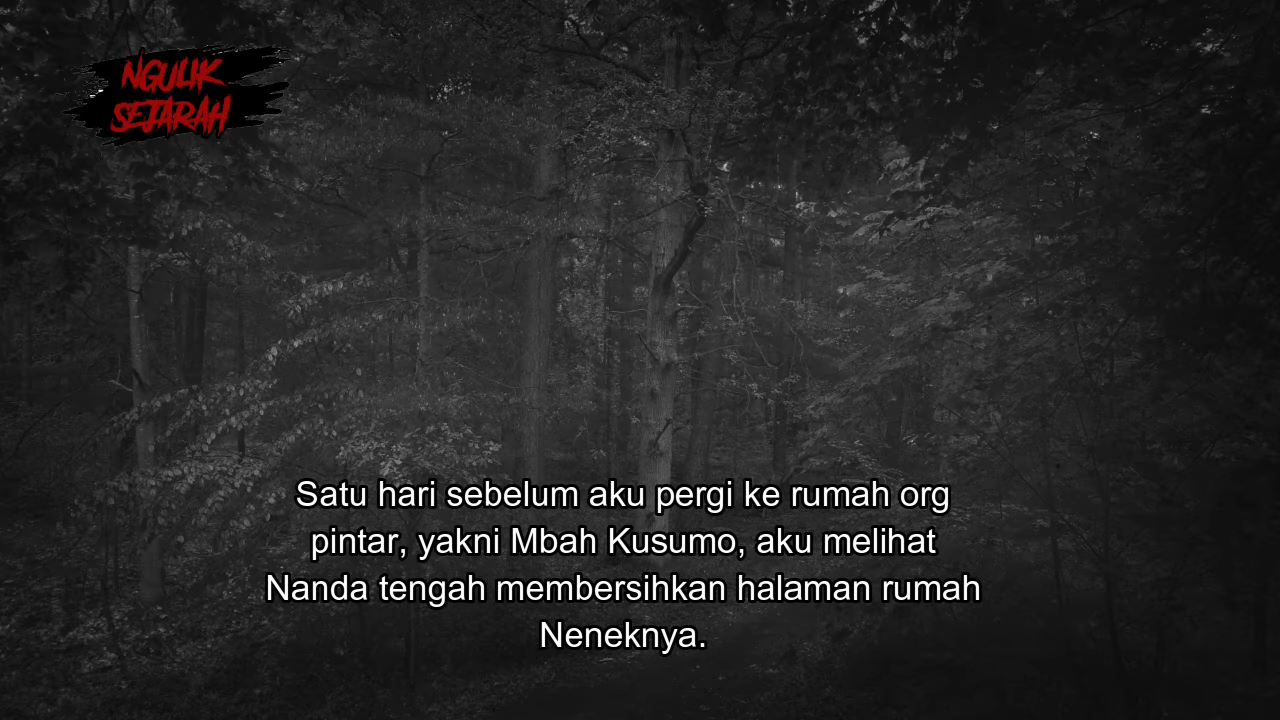 NGULIK
SEJARAH
Satu hari sebelum aku pergi ke rumah org
pintar, yakni Mbah Kusumo, aku melihat
Nanda tengah membersihkan halaman rumah
Neneknya.